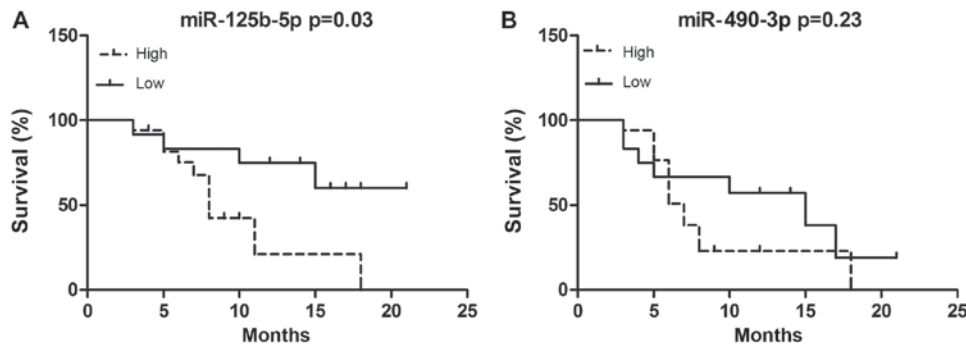 A
miR-125b-5p p=0.03
150
100
50
0
Survival (%)
High
Low
0 5 10 15 20 25
Months
B
miR-490-3p p=0.23
150
100
50
0
Survival (%)
High
Low
0 5 10 15 20 25
Months